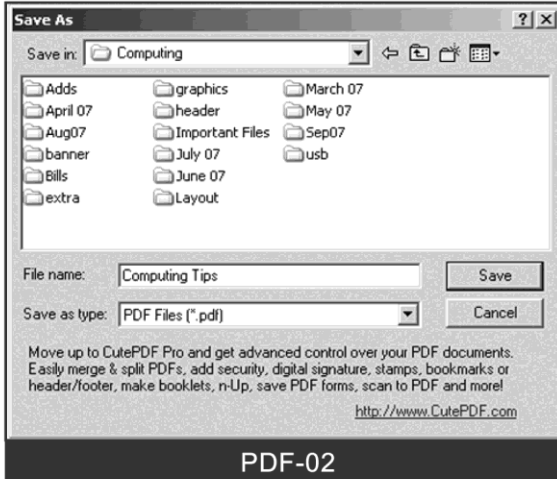 Save As
Save in: Computing
Adds graphics March 07
April 07 header May 07
Aug07 Important Files Sep07
banner July 07 usb
Bills June 07
extra Layout
File name: Computing Tips Save
Save as type: PDF Files (*.pdf) Cancel
Move up to CutePDF Pro and get advanced control over your PDF documents.
Easily merge & split PDFs, add security, digital signature, stamps, bookmarks or
header/footer, make booklets, n-Up, save PDF forms, scan to PDF and more!
http://www.CutePDF.com
PDF-02